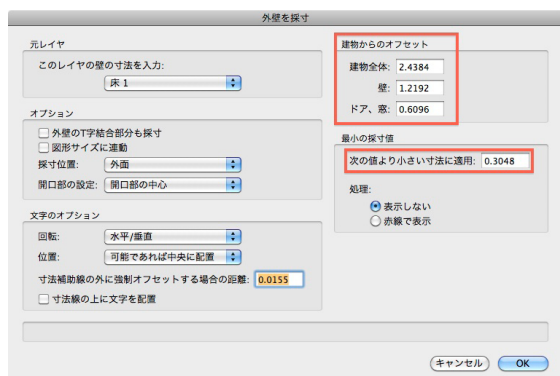 外壁を採寸
元レイヤ
このレイヤの壁の寸法を入力:
床 1
オプション
外壁のT字結合部分も採寸
図形サイズに連動
採寸位置: 外面
開口部の設定: 開口部の中心
文字のオプション
回転: 水平/垂直
位置: 可能であれば中央に配置
寸法補助線の外に強制オフセットする場合の距離: 0.0155
寸法線の上に文字を配置
建物からのオフセット
建物全体: 2.4384
壁: 1.2192
ドア、窓: 0.6096
最小の採寸値
次の値より小さい寸法に適用: 0.3048
処理:
表示しない
赤線で表示
キャンセル OK